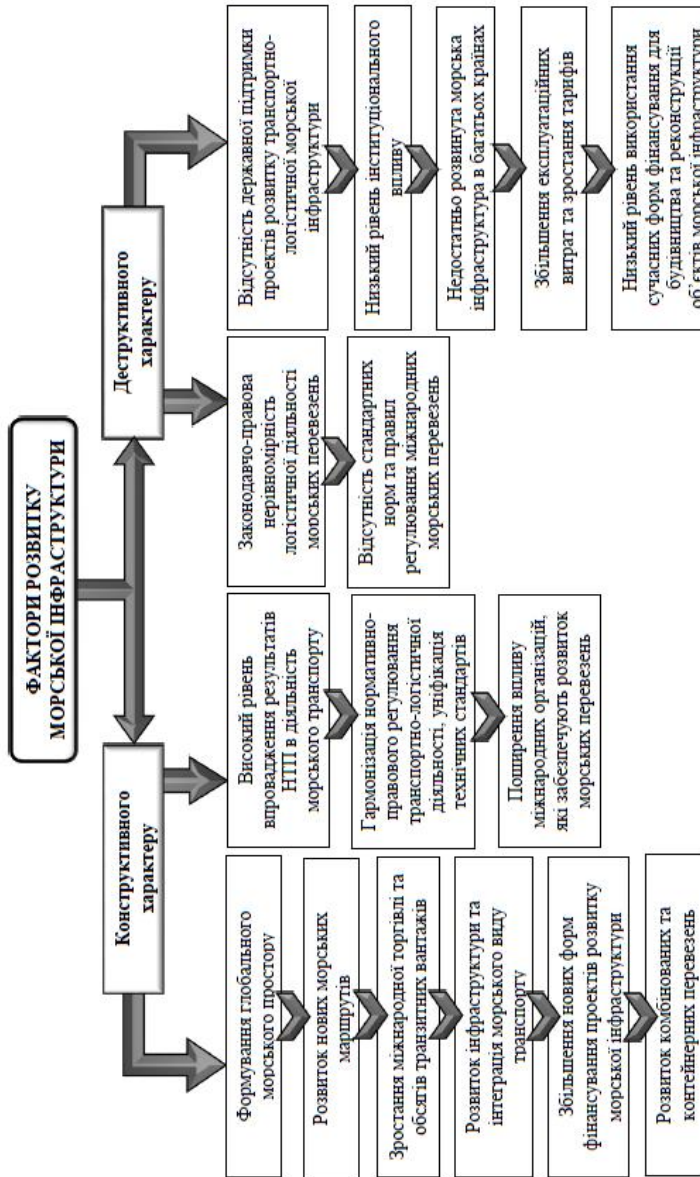 ФАКТОРИ РОЗВИТКУ
МОРСЬКОЇ ІНФРАСТРУКТУРИ
Конструктивного
характеру
Деструктивного
характеру
Формування глобального
морського простору
Розвиток нових морських
маршрутів
Зростання міжнародної торгівлі та
обсягів транзитних вантажів
Розвиток інфраструктури та
інтеграція морського виду
транспорту
Збільшення нових форм
фінансування проектів розвитку
морської інфраструктури
Розвиток комбінованих та
контейнерних перевезень
Високий рівень
впровадження результатів
НТП в діяльність
морського транспорту
Гармонізація нормативно-
правового регулювання
транспортно-логістичної
діяльності, уніфікація
технічних стандартів
Поширення впливу
міжнародних організацій,
які забезпечують розвиток
морських перевезень
Законодавчо-правова
нерівномірність
логістичної діяльності
морських перевезень
Відсутність стандартних
норм та правил
регулювання міжнародних
морських перевезень
Відсутність державної підтримки
проектів розвитку транспортно-
логістичної морської
інфраструктури
Низький рівень інституціонального
впливу
Недостатньо розвинута морська
інфраструктура в багатьох країнах
Збільшення експлуатаційних
витрат та зростання тарифів
Низький рівень використання
сучасних форм фінансування для
будівництва та реконструкції
об’єктів морської інфраструктури